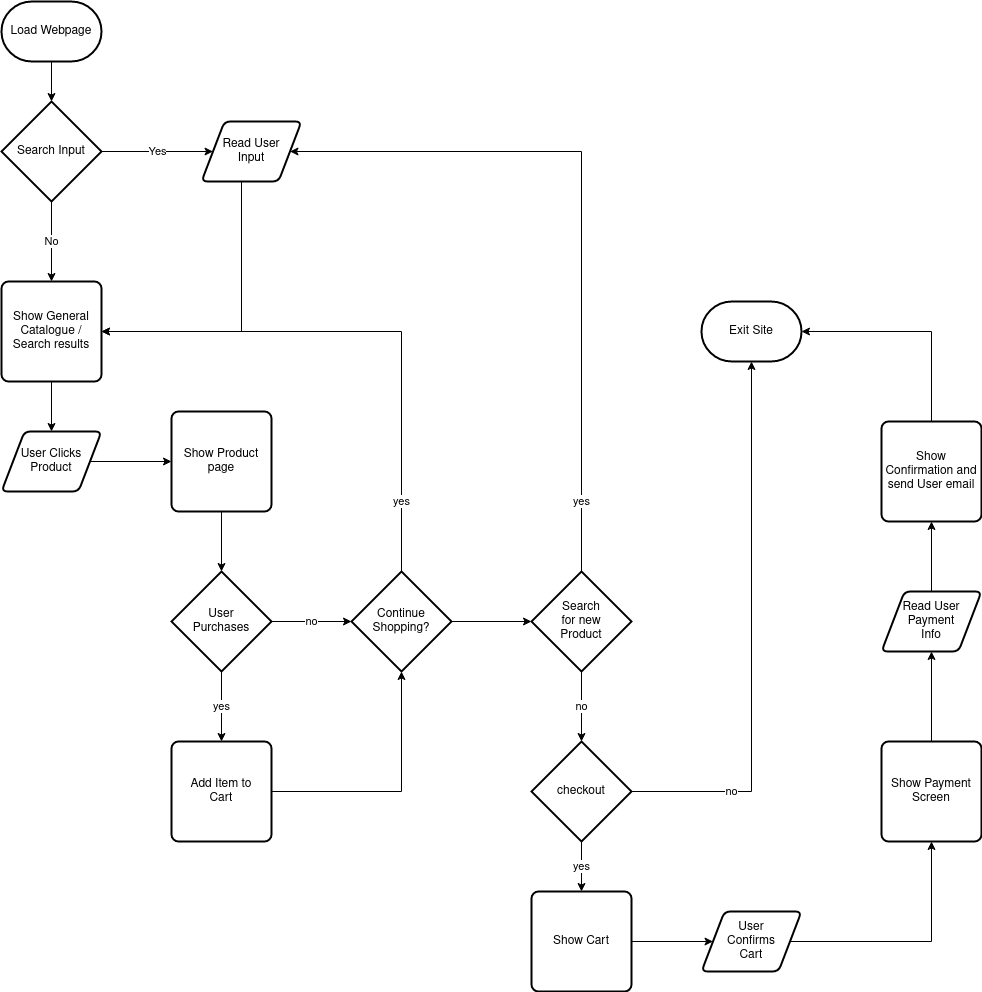 Load Webpage
Search Input
Yes
Read User
Input
No
Show General
Catalogue /
Search results
Exit Site
User Clicks
Product
Show Product
page
Show
Confirmation and
send User email
yes
yes
User
Purchases
no
Continue
Shopping?
Search
for new
Product
Read User
Payment
Info
yes
no
Add Item to
Cart
checkout
no
Show Payment
Screen
yes
Show Cart
User
Confirms
Cart